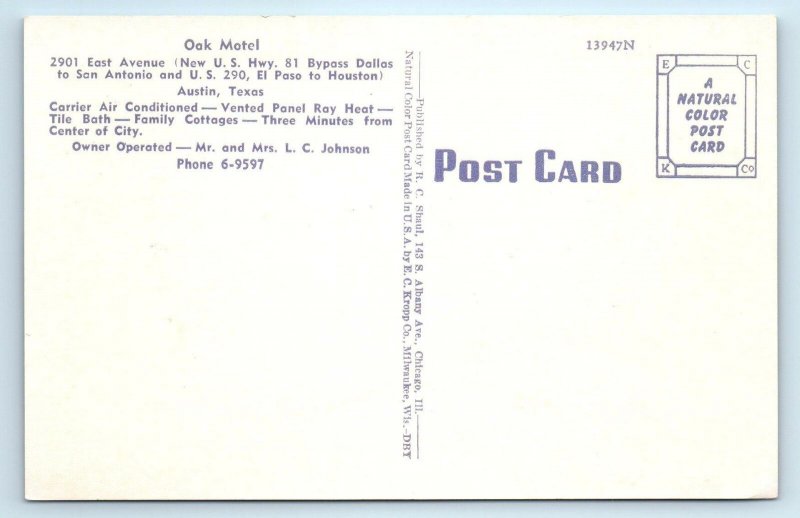 Oak Motel
2901 East Avenue (New U. S. Hwy. 81 Bypass Dallas
to San Antonio and U. S. 290, El Paso to Houston)
Austin, Texas
Carrier Air Conditioned — Vented Panel Ray Heat —
Tile Bath — Family Cottages — Three Minutes from
Center of City.
Owner Operated — Mr. and Mrs. L. C. Johnson
Phone 6-9597
Published by R. C. Shaul, 143 S. Albany Ave., Chicago, Ill.
Natural Color Post Card Made in U. S. A. by E. C. Kropp Co., Milwaukee, Wis.—DBY
POST CARD
13947N
E C
A
NATURAL
COLOR
POST
CARD
K Co